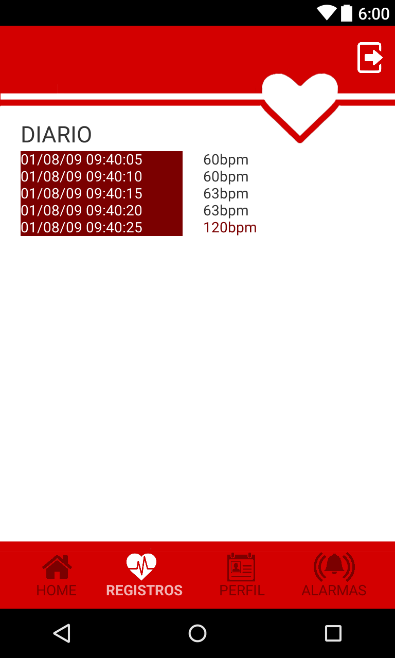 6:00
DIARIO
01/08/09 09:40:05 60bpm
01/08/09 09:40:10 60bpm
01/08/09 09:40:15 63bpm
01/08/09 09:40:20 63bpm
01/08/09 09:40:25 120bpm
HOME REGISTROS PERFIL ALARMAS